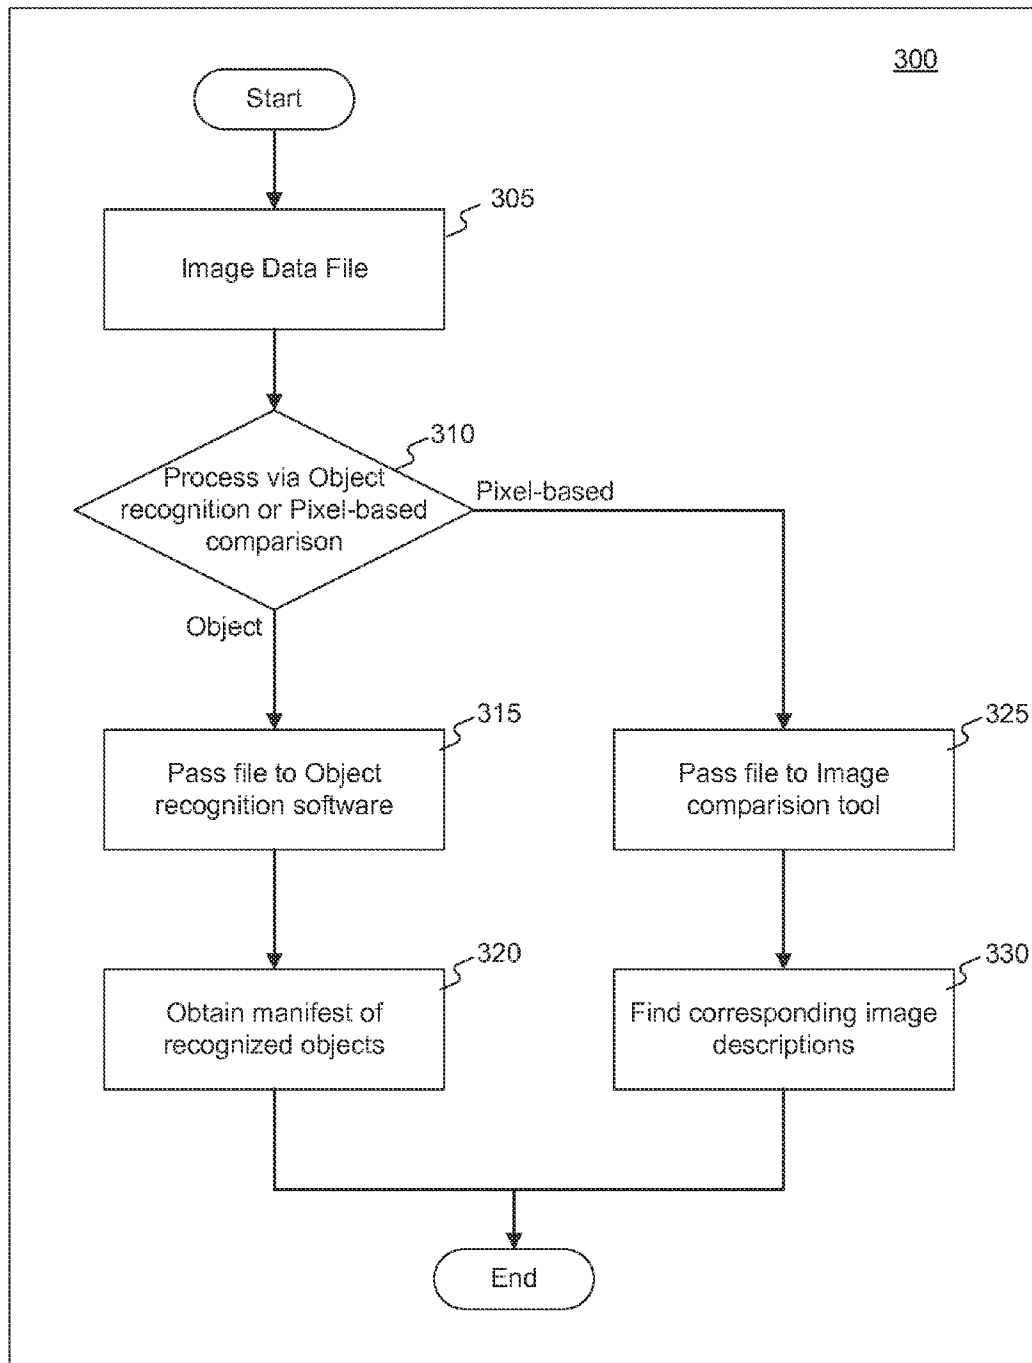 300
Start
305
Image Data File
310
Process via Object
recognition or Pixel-based
comparison
Pixel-based
Object
315
Pass file to Object
recognition software
325
Pass file to Image
comparision tool
320
Obtain manifest of
recognized objects
330
Find corresponding image
descriptions
End